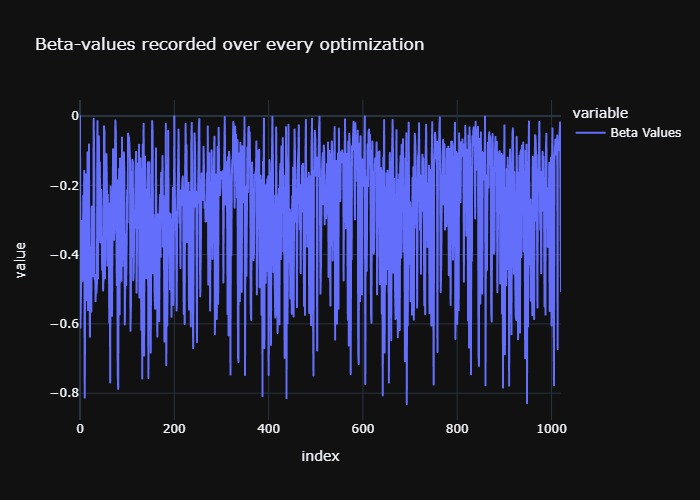 Beta-values recorded over every optimization
variable
Beta Values
value
0
−0.2
−0.4
−0.6
−0.8
0 200 400 600 800 1000
index